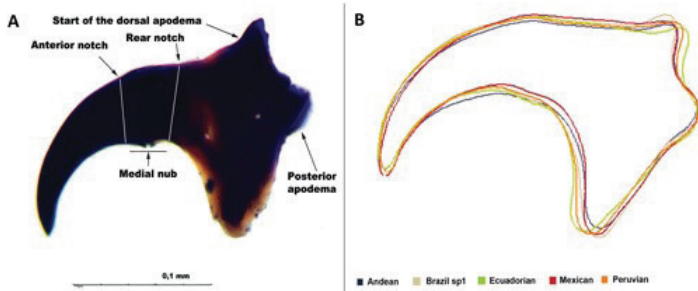 A
Start of the dorsal apodema
Rear notch
Anterior notch
Medial nub
Posterior
apodema
0,1 mm
B
Andean Brazil sp1 Ecuadorian Mexican Peruvian